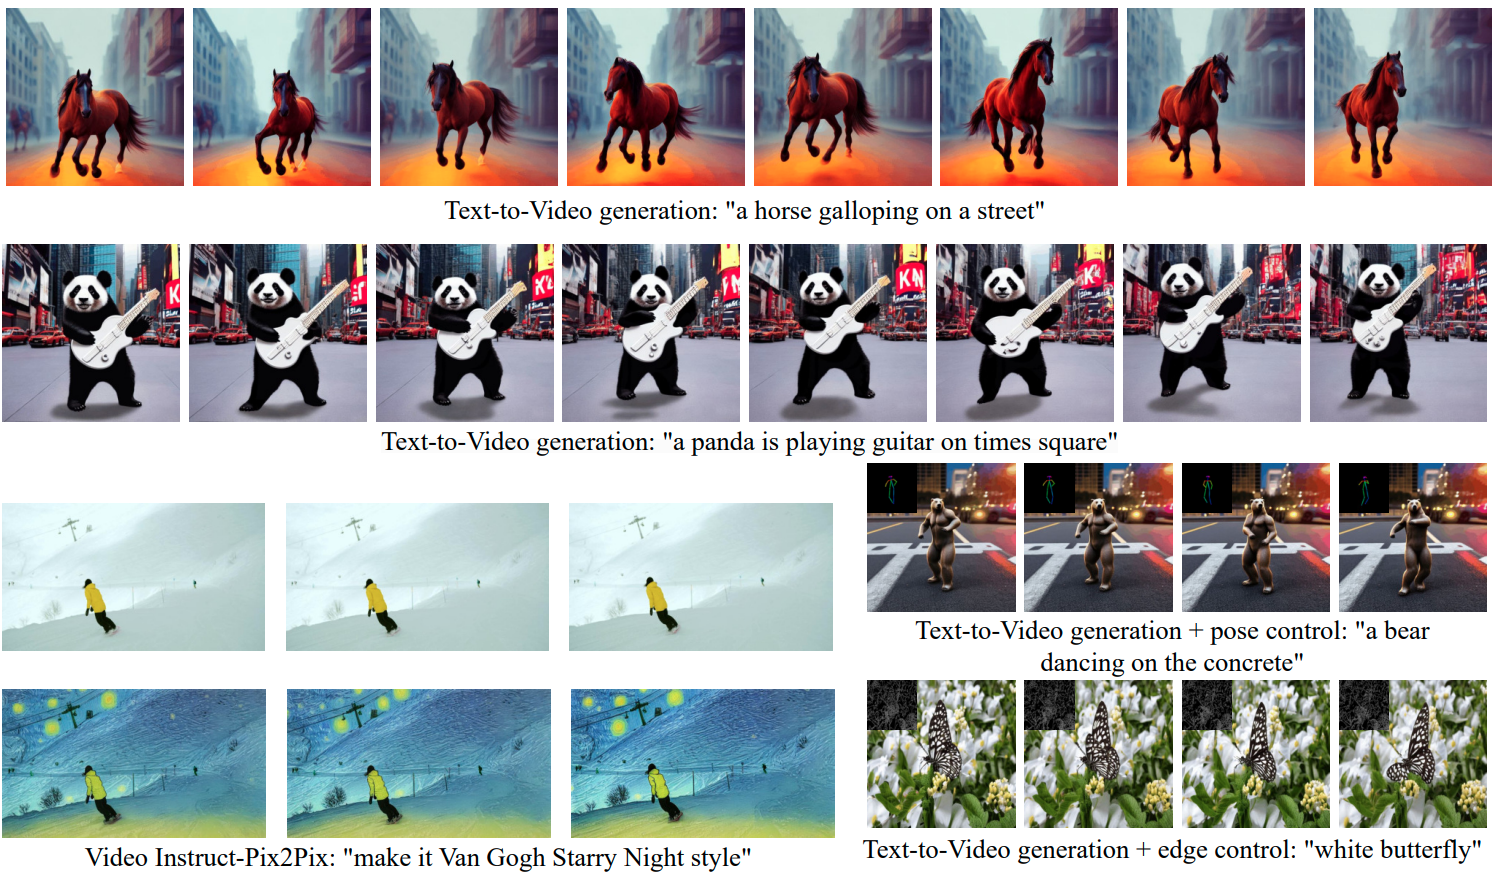 Text-to-Video generation: "a horse galloping on a street"
Text-to-Video generation: "a panda is playing guitar on times square"
Text-to-Video generation + pose control: "a bear
dancing on the concrete"
Video Instruct-Pix2Pix: "make it Van Gogh Starry Night style"
Text-to-Video generation + edge control: "white butterfly"